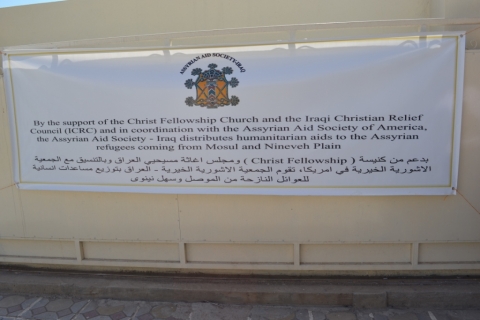 ASSYRIAN AID SOCIETY-IRAQ
By the support of the Christ Fellowship Church and the Iraqi Christian Relief
Council (ICRC) and in coordination with the Assyrian Aid Society of America,
the Assyrian Aid Society - Iraq distributes humanitarian aids to the Assyrian
refugees coming from Mosul and Nineveh Plain
بدعم من كنيسة ( Christ Fellowship ) ومجلس اغاثة مسيحيي العراق وبالتنسيق مع الجمعية
الاشورية الخيرية في امريكا، تقوم الجمعية الاشورية الخيرية - العراق بتوزيع مساعدات انسانية
للعوائل النازحة من الموصل وسهل نينوى